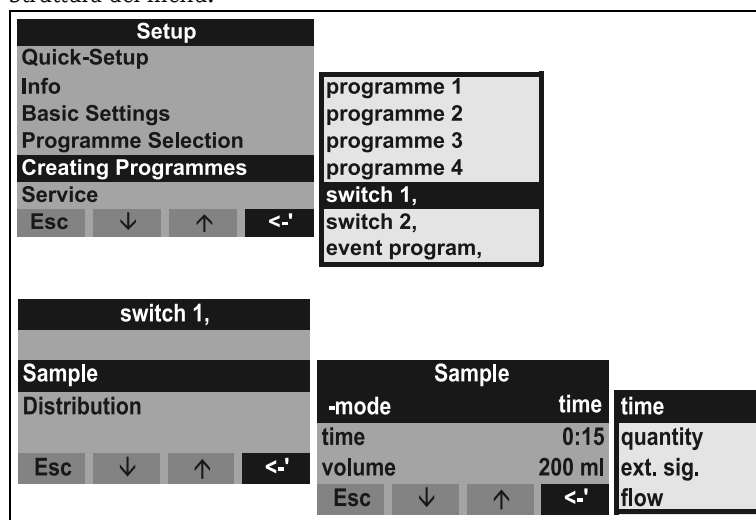 Struttura del menu:
Setup
Quick-Setup
Info
Basic Settings
Programme Selection
Creating Programmes
Service
Esc ↓ ↑ <-'
programme 1
programme 2
programme 3
programme 4
switch 1,
switch 2,
event program,
switch 1,
Sample
Distribution
Esc ↓ ↑ <-'
Sample
-mode time
time 0:15
volume 200 ml
Esc ↓ ↑ <-'
time
quantity
ext. sig.
flow